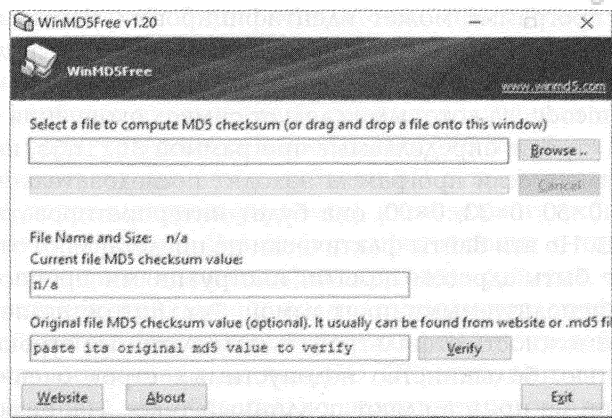 WinMD5Free v1.20
WinMD5Free
www.winmd5.com
Select a file to compute MD5 checksum (or drag and drop a file onto this window)
Browse ..
Cancel
File Name and Size: n/a
Current file MD5 checksum value:
n/a
Original file MD5 checksum value (optional). It usually can be found from website or .md5 fil
paste its original md5 value to verify
Verify
Website
About
Exit